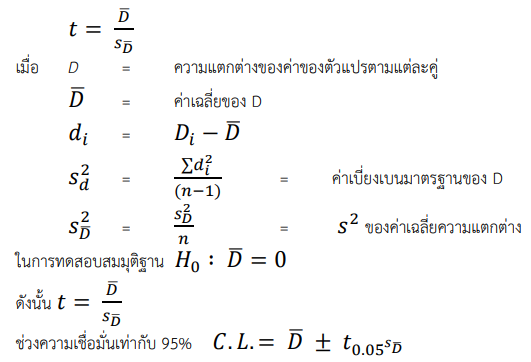 t = D̅ / s_D̅
เมื่อ D = ความแตกต่างของค่าของตัวแปรตามแต่ละคู่
D̅ = ค่าเฉลี่ยของ D
dᵢ = Dᵢ − D̅
s_d² = ∑dᵢ² / (n−1) = ค่าเบี่ยงเบนมาตรฐานของ D
s_D̅² = s_D̅² / n = s² ของค่าเฉลี่ยความแตกต่าง
ในการทดสอบสมมุติฐาน H₀ : D̅ = 0
ดังนั้น t = D̅ / s_D̅
ช่วงความเชื่อมั่นเท่ากับ 95% C.L.= D̅ ± t₀.₀₅s_D̅